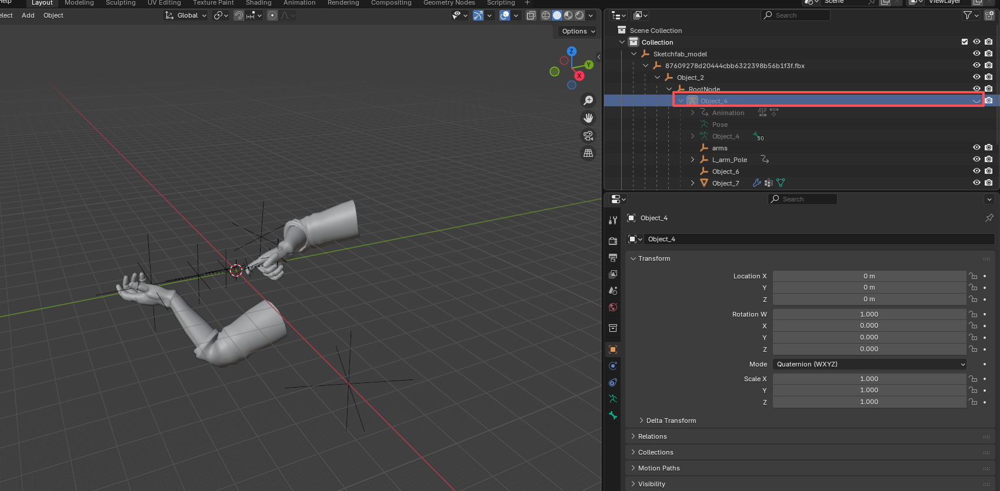 Help
Layout Modeling Sculpting UV Editing Texture Paint Shading Animation Rendering Compositing Geometry Nodes Scripting +
Scene
ViewLayer
elect Add Object
Global
Search
Options
Z
Y
X
Scene Collection
Collection
Sketchfab_model
87609278d20444cbb6322398b56b1f3f.fbx
Object_2
RootNode
Object_4
Animation
Pose
Object_4 50
arms
L_arm_Pole
Object_6
Object_7
Search
Object_4
Object_4
Transform
Location X 0 m
Y 0 m
Z 0 m
Rotation W 1.000
X 0.000
Y 0.000
Z 0.000
Mode Quaternion (WXYZ)
Scale X 1.000
Y 1.000
Z 1.000
Delta Transform
Relations
Collections
Motion Paths
Visibility